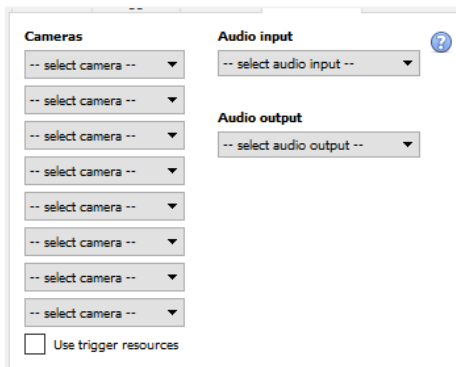 Cameras
-- select camera --
-- select camera --
-- select camera --
-- select camera --
-- select camera --
-- select camera --
-- select camera --
-- select camera --
Use trigger resources
Audio input
-- select audio input --
Audio output
-- select audio output --
?